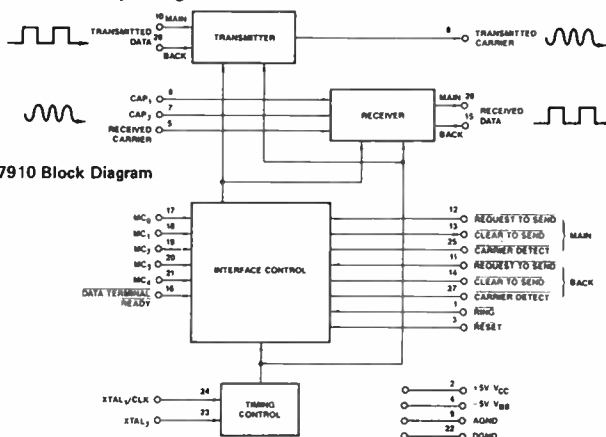 10 MAIN
TRANSMITTED DATA
28
BACK
TRANSMITTER
8
TRANSMITTED CARRIER
CAP1
6
CAP2
7
RECEIVED CARRIER
5
RECEIVER
MAIN
26
15
BACK
RECEIVED DATA
7910 Block Diagram
MC0 17
MC1 18
MC2 19
MC3 20
MC4 21
DATA TERMINAL READY 16
INTERFACE CONTROL
12 REQUEST TO SEND
13 CLEAR TO SEND
25 CARRIER DETECT
MAIN
11 REQUEST TO SEND
14 CLEAR TO SEND
27 CARRIER DETECT
BACK
1 RING
3 RESET
XTAL1/CLK 24
XTAL2 23
TIMING CONTROL
2 +5V VCC
4 -5V VBB
9 AGND
22 DGND